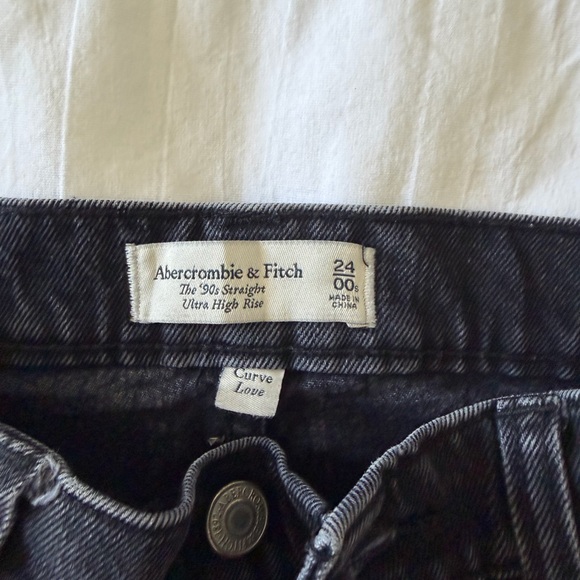 Abercrombie & Fitch
The '90s Straight
Ultra High Rise
24
00s
MADE IN
CHINA
Curve
Love